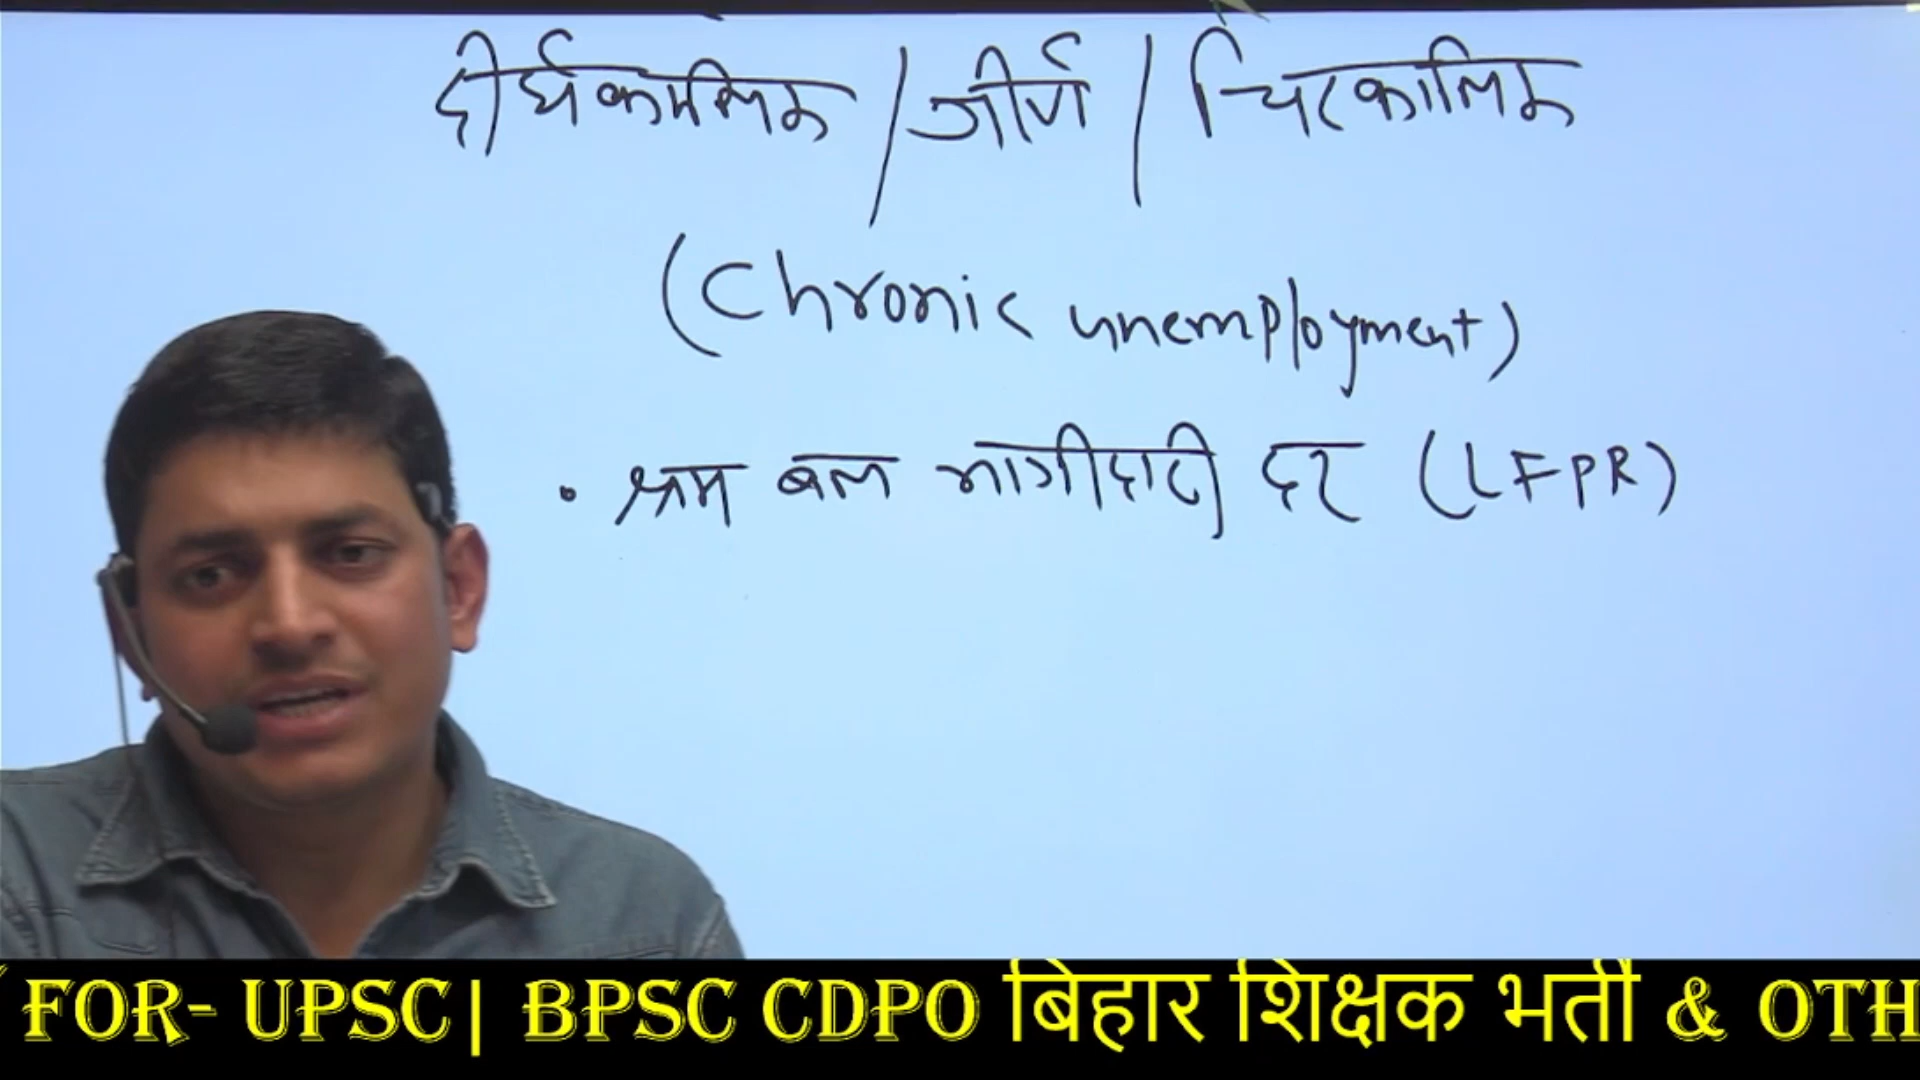 दीर्घकालिक / जीर्ण / चिरकालिक
(Chronic unemployment)
• श्रम बल भागीदारी दर (LFPR)
FOR- UPSC| BPSC CDPO बिहार शिक्षक भर्ती & OTH